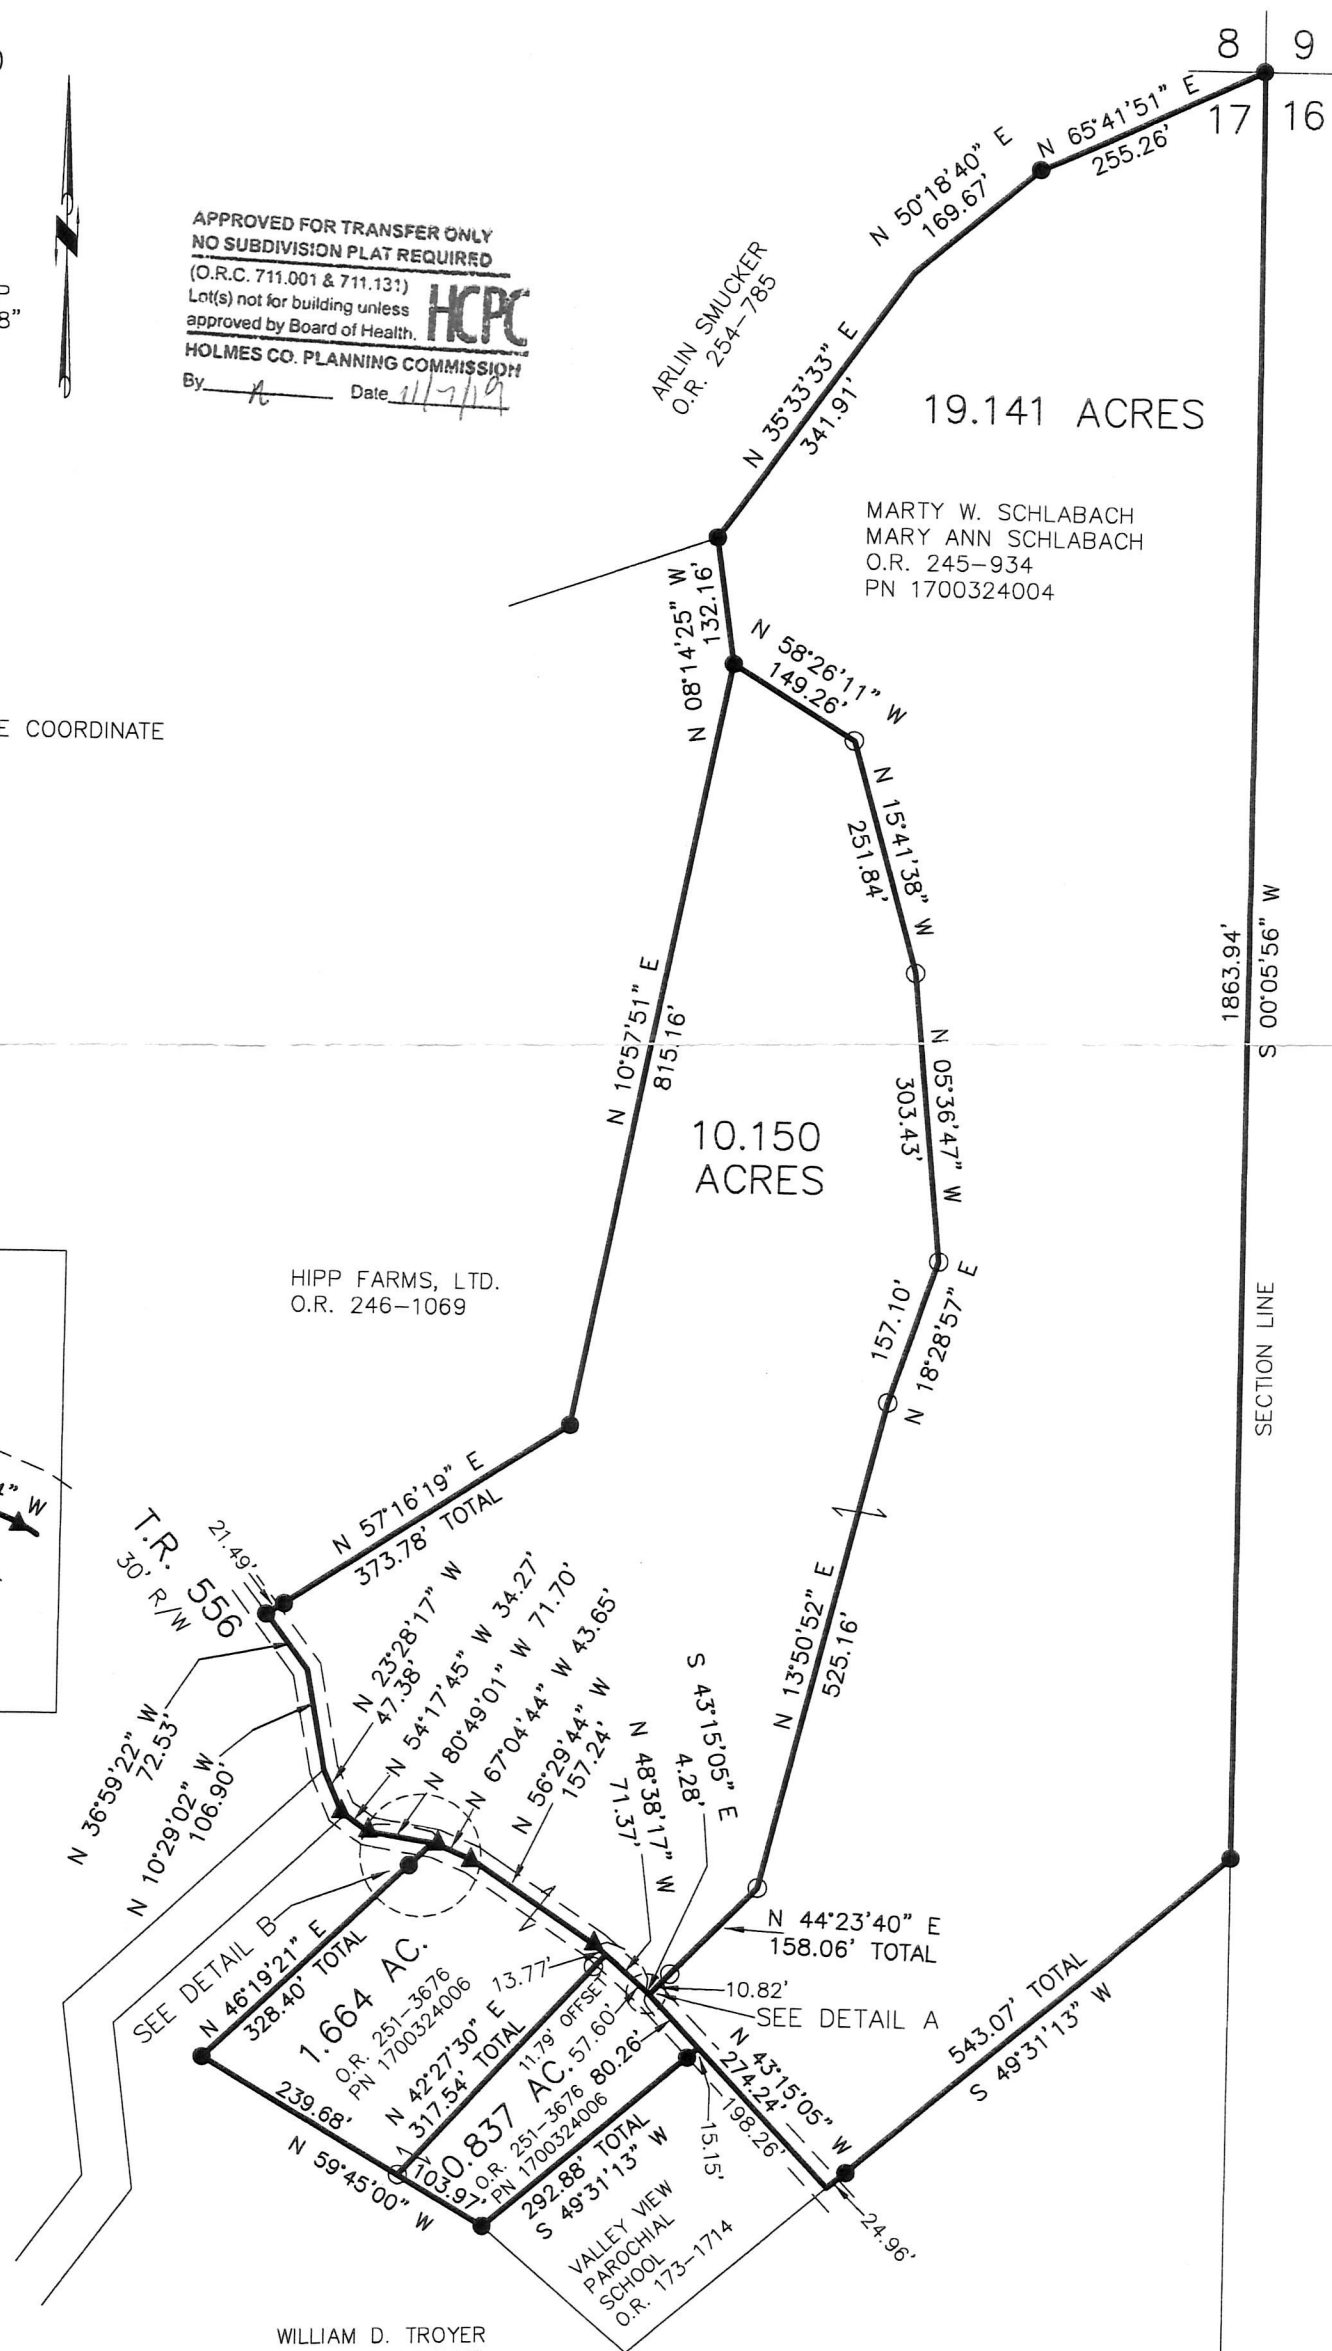 8 9
17 16
N 65°41'51" E
255.26'
N 50°18'40" E
169.67'
APPROVED FOR TRANSFER ONLY
NO SUBDIVISION PLAT REQUIRED
(O.R.C. 711.001 & 711.131)
Lot(s) not for building unless
approved by Board of Health.
HCPC
HOLMES CO. PLANNING COMMISSION
By Date 11/7/19
8"
ARLIN SMUCKER
O.R. 254-785
N 35°33'33" E
341.91'
19.141 ACRES
MARTY W. SCHLABACH
MARY ANN SCHLABACH
O.R. 245-934
PN 1700324004
N 08°14'25" W
132.16'
N 58°26'11" W
149.26'
E COORDINATE
N 15°41'38" W
251.84'
1863.94'
S 00°05'56" W
N 10°57'51" E
815.16'
N 05°36'47" W
303.43'
10.150
ACRES
HIPP FARMS, LTD.
O.R. 246-1069
157.10'
N 18°28'57" E
SECTION LINE
" W
N 57°16'19" E
373.78' TOTAL
T.R. 556
30' R/W
21.49'
N 23°28'17" W
47.38'
N 54°17'45" W 34.27'
N 80°49'01" W 71.70'
N 67°04'44" W 43.65'
N 56°29'44" W
157.24'
N 48°38'17" W
71.37'
S 43°15'05" E
4.28'
N 13°50'52" E
525.16'
N 36°59'22" W
72.53'
N 10°29'02" W
106.90'
N 44°23'40" E
158.06' TOTAL
SEE DETAIL B
N 46°19'21" E
328.40' TOTAL
1.664 AC.
O.R. 251-3676
PN 1700324006
13.77'
N 42°27'30" E
317.54' TOTAL
11.79' OFFSET
57.60'
10.82'
SEE DETAIL A
0.837 AC.
O.R. 251-3676
PN 1700324006
80.26'
N 43°15'05" W
274.24'
198.26'
543.07' TOTAL
S 49°31'13" W
239.68'
N 59°45'00" W
103.97'
292.88' TOTAL
S 49°31'13" W
15.15'
24.96'
VALLEY VIEW
PAROCHIAL
SCHOOL
O.R. 173-1714
WILLIAM D. TROYER